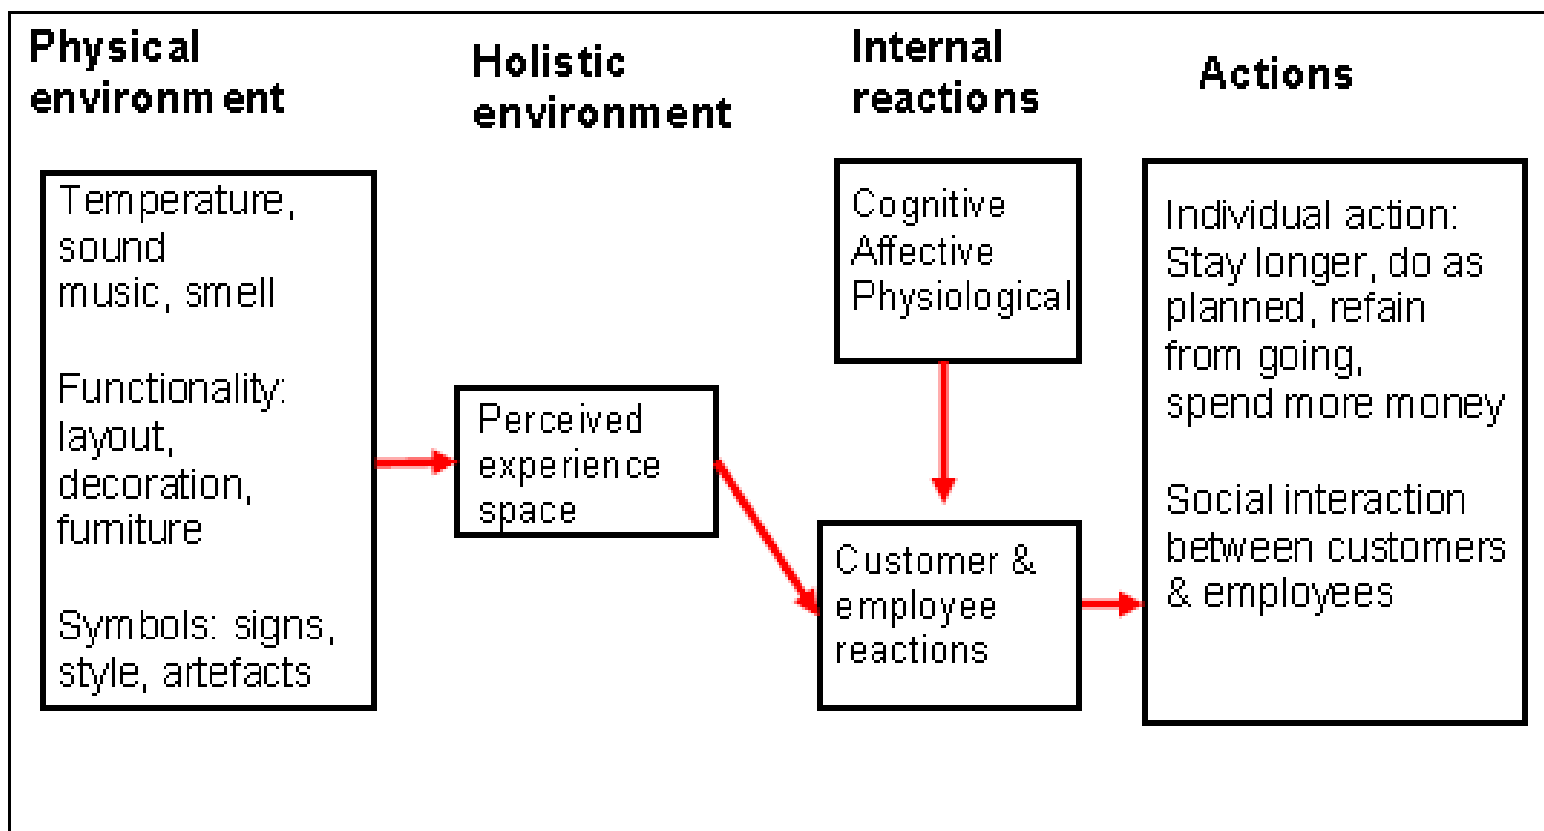 Physical
environment
Temperature,
sound
music, smell
Functionality:
layout,
decoration,
furniture
Symbols: signs,
style, artefacts
Holistic
environment
Perceived
experience
space
Internal
reactions
Cognitive
Affective
Physiological
Customer &
employee
reactions
Actions
Individual action:
Stay longer, do as
planned, refain
from going,
spend more money
Social interaction
between customers
& employees